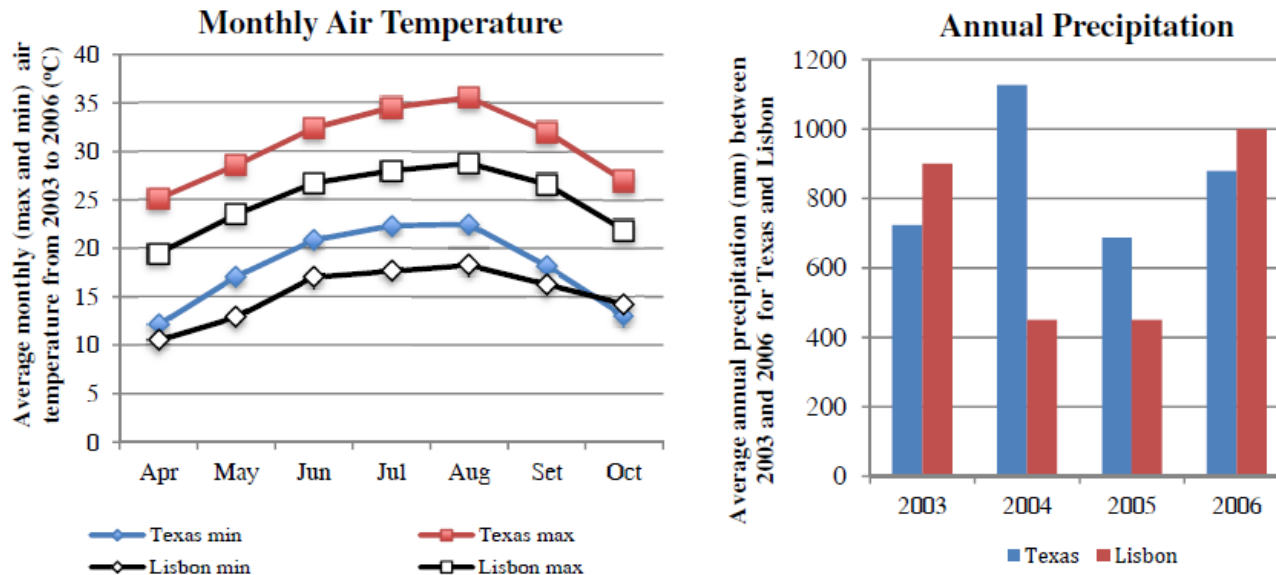 Monthly Air Temperature
Average monthly (max and min) air
temperature from 2003 to 2006 (ºC)
40
35
30
25
20
15
10
5
0
Apr May Jun Jul Aug Set Oct
Texas min Texas max
Lisbon min Lisbon max
Annual Precipitation
Average annual precipitation (mm) between
2003 and 2006 for Texas and Lisbon
1200
1000
800
600
400
200
0
2003 2004 2005 2006
Texas Lisbon